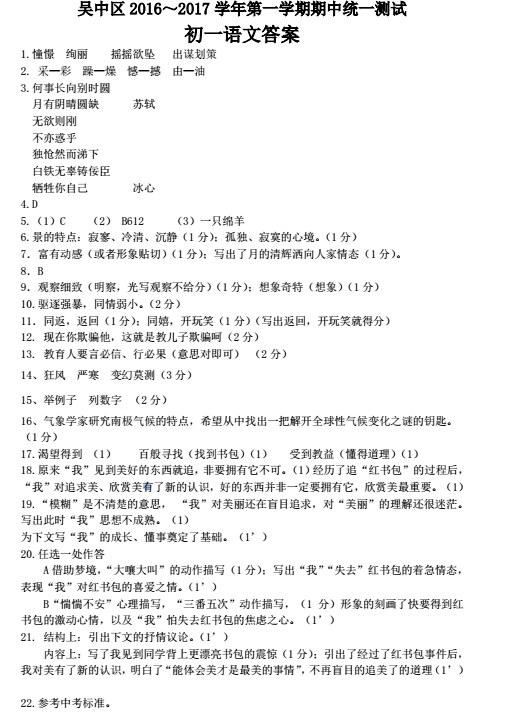 吴中区 2016～2017 学年第一学期期中统一测试
初一语文答案
1.憧憬 绚丽 摇摇欲坠 出谋划策
2. 采—彩 躁—燥 憾—撼 由—油
3.何事长向别时圆
月有阴晴圆缺 苏轼
无欲则刚
不亦惑乎
独怆然而涕下
白铁无辜铸佞臣
牺牲你自己 冰心
4.D
5.（1）C （2） B612 （3）一只绵羊
6.景的特点：寂寥、冷清、沉静（1 分）；孤独、寂寞的心境。（1 分）
7．富有动感（或者形象贴切）（1 分）；写出了月的清辉洒向人家情态（1 分）。
8．B
9．观察细致（明察，光写观察不给分）（1 分）；想象奇特（想象）（1 分）
10.驱逐强暴，同情弱小。（2 分）
11．同返，返回（1 分）；同嬉，开玩笑（1 分）（写出返回，开玩笑就得分）
12. 现在你欺骗他，这就是教儿子欺骗呵（2 分）
13. 教育人要言必信、行必果（意思对即可） （2 分）
14、狂风 严寒 变幻莫测（3 分）
15、举例子 列数字 （2 分）
16、气象学家研究南极气候的特点，希望从中找出一把解开全球性气候变化之谜的钥匙。
（1 分）
17.渴望得到 （1） 百般寻找（找到书包）（1） 受到教益（懂得道理）（1）
18.原来“我”见到美好的东西就追，非要拥有它不可。（1）经历了追“红书包”的过程后，
“我”对追求美、欣赏美有了新的认识，好的东西并非一定要拥有它，欣赏美最重要。（1）
19.“模糊”是不清楚的意思， “我”对美丽还在盲目追求，对“美丽”的理解还很迷茫。
写出此时“我”思想不成熟。（1）
为下文写“我”的成长、懂事奠定了基础。（1’）
20.任选一处作答
A 借助梦境，“大嚷大叫”的动作描写（1 分）；写出“我”“失去”红书包的着急情态，
表现“我”对红书包的喜爱之情。（1’）
B“惴惴不安”心理描写，“三番五次”动作描写，（1 分）形象的刻画了快要得到红
书包的激动心情，以及“我”怕失去红书包的焦虑之心。（1’）
21. 结构上：引出下文的抒情议论。（1’）
内容上：写了我见到同学背上更漂亮书包的震惊（1 分）；引出了经过了红书包事件后，
我对美有了新的认识，明白了“能体会美才是最美的事情”，不再盲目的追美了的道理（1’）
22.参考中考标准。